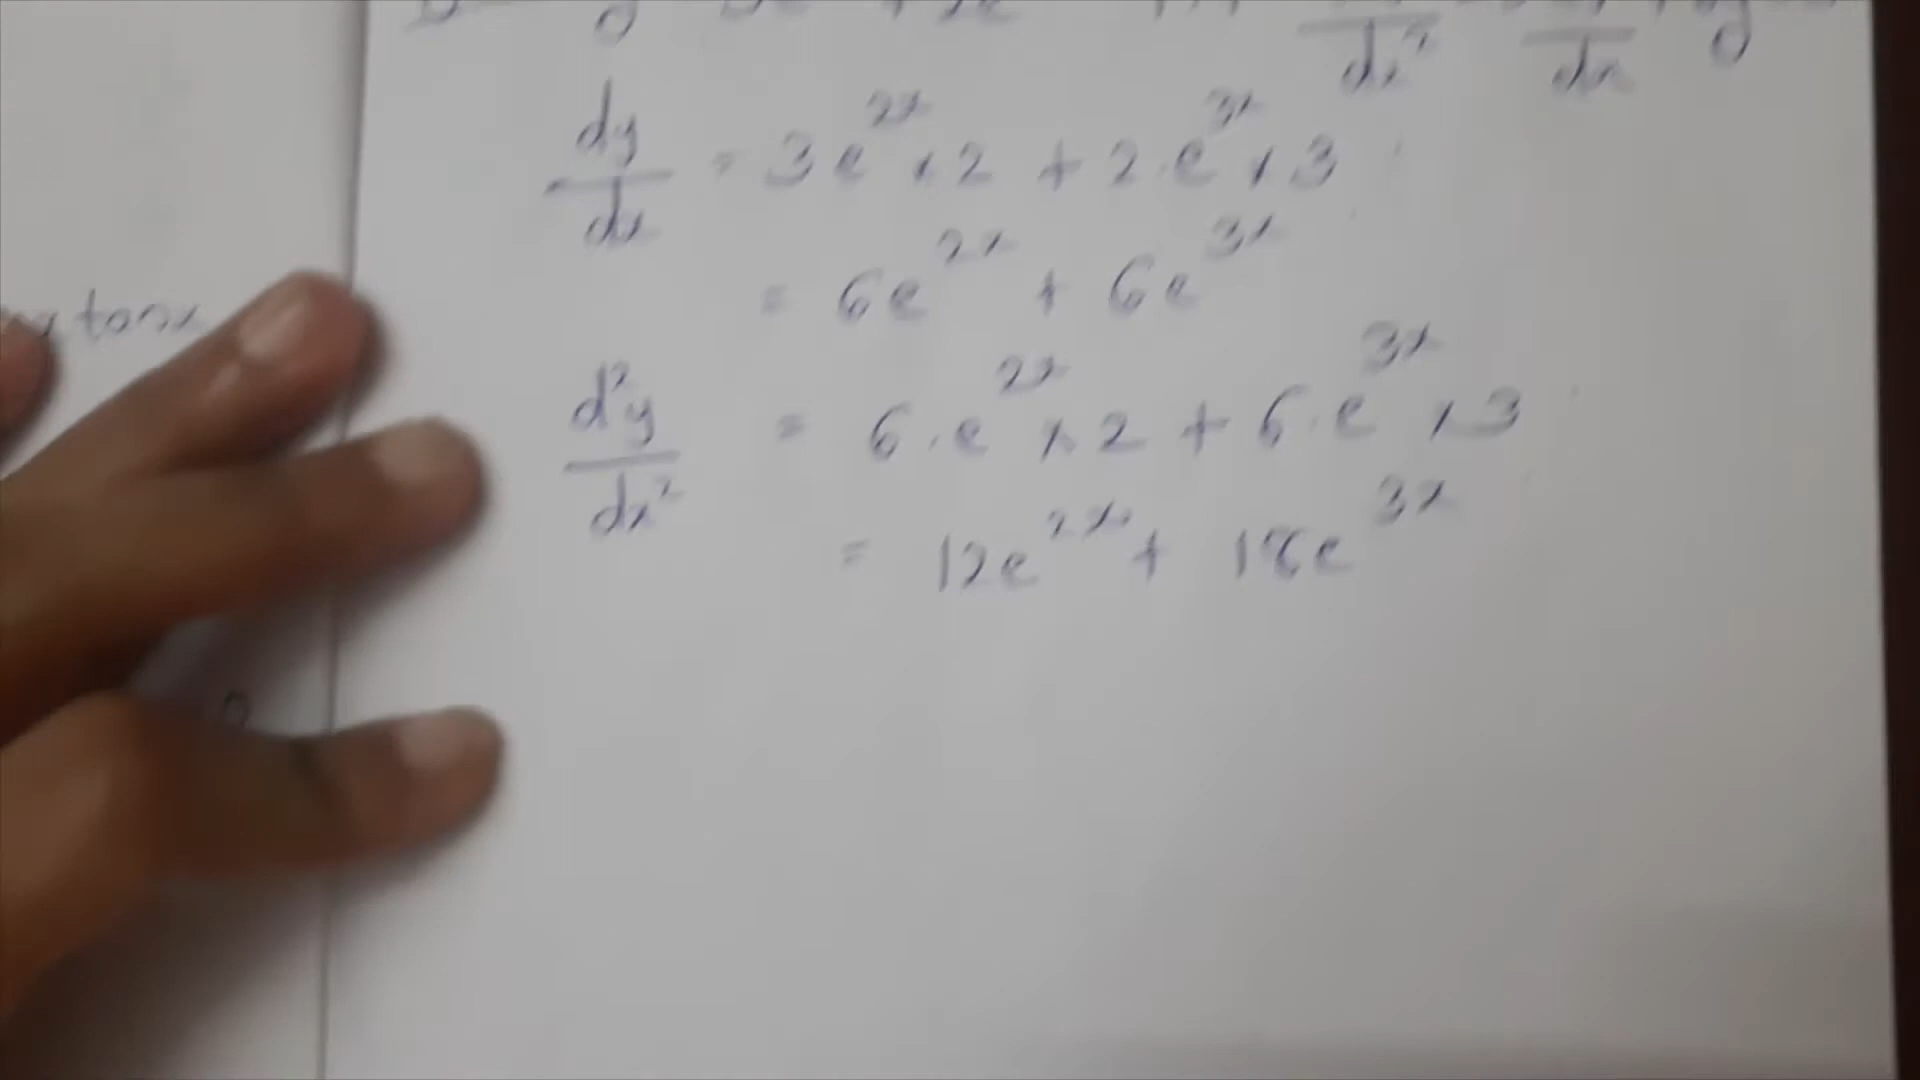 dy/dx = 3e^2x × 2 + 2.e^3x × 3
= 6e^2x + 6e^3x
d²y/dx² = 6.e^2x × 2 + 6.e^3x × 3
= 12e^2x + 18e^3x
tanx